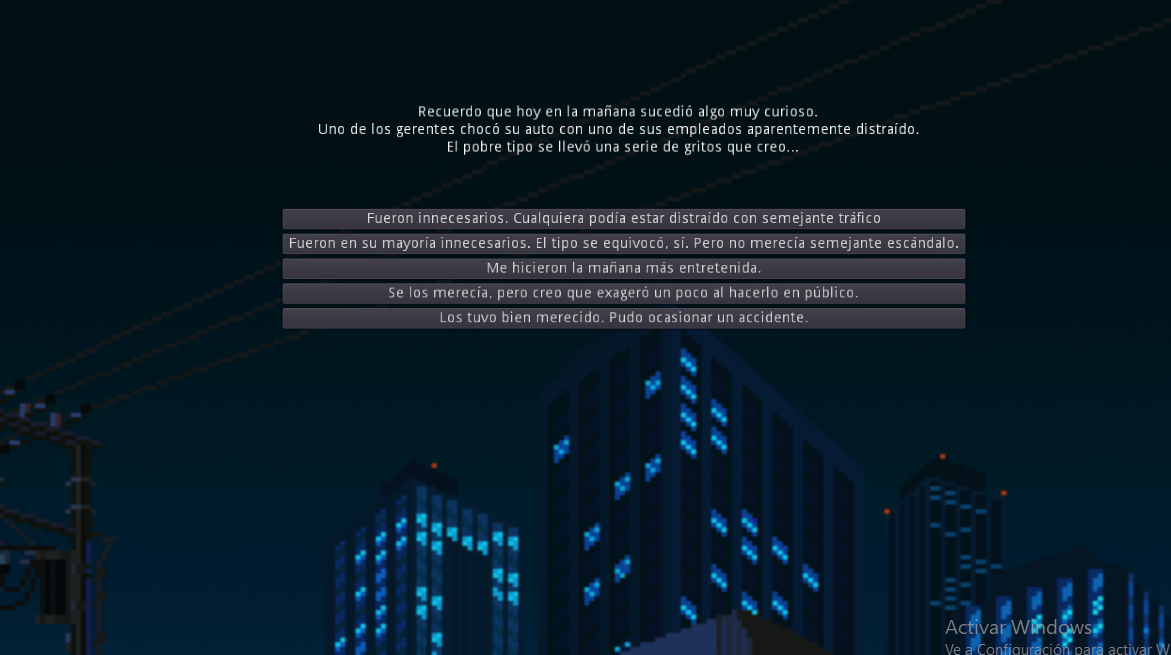 Recuerdo que hoy en la mañana sucedió algo muy curioso.
Uno de los gerentes chocó su auto con uno de sus empleados aparentemente distraído.
El pobre tipo se llevó una serie de gritos que creo...
Fueron innecesarios. Cualquiera podía estar distraído con semejante tráfico
Fueron en su mayoría innecesarios. El tipo se equivocó, sí. Pero no merecía semejante escándalo.
Me hicieron la mañana más entretenida.
Se los merecía, pero creo que exageró un poco al hacerlo en público.
Los tuvo bien merecido. Pudo ocasionar un accidente.
Activar Windows
Ve a Configuración para activar W